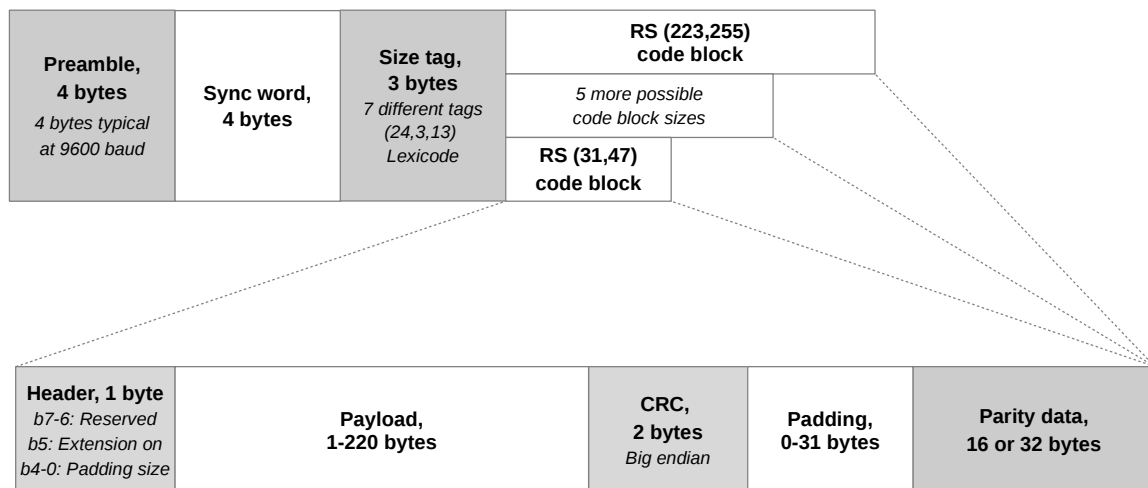 Preamble,
4 bytes
4 bytes typical
at 9600 baud
Sync word,
4 bytes
Size tag,
3 bytes
7 different tags
(24,3,13)
Lexicode
RS (223,255)
code block
5 more possible
code block sizes
RS (31,47)
code block
Header, 1 byte
b7-6: Reserved
b5: Extension on
b4-0: Padding size
Payload,
1-220 bytes
CRC,
2 bytes
Big endian
Padding,
0-31 bytes
Parity data,
16 or 32 bytes